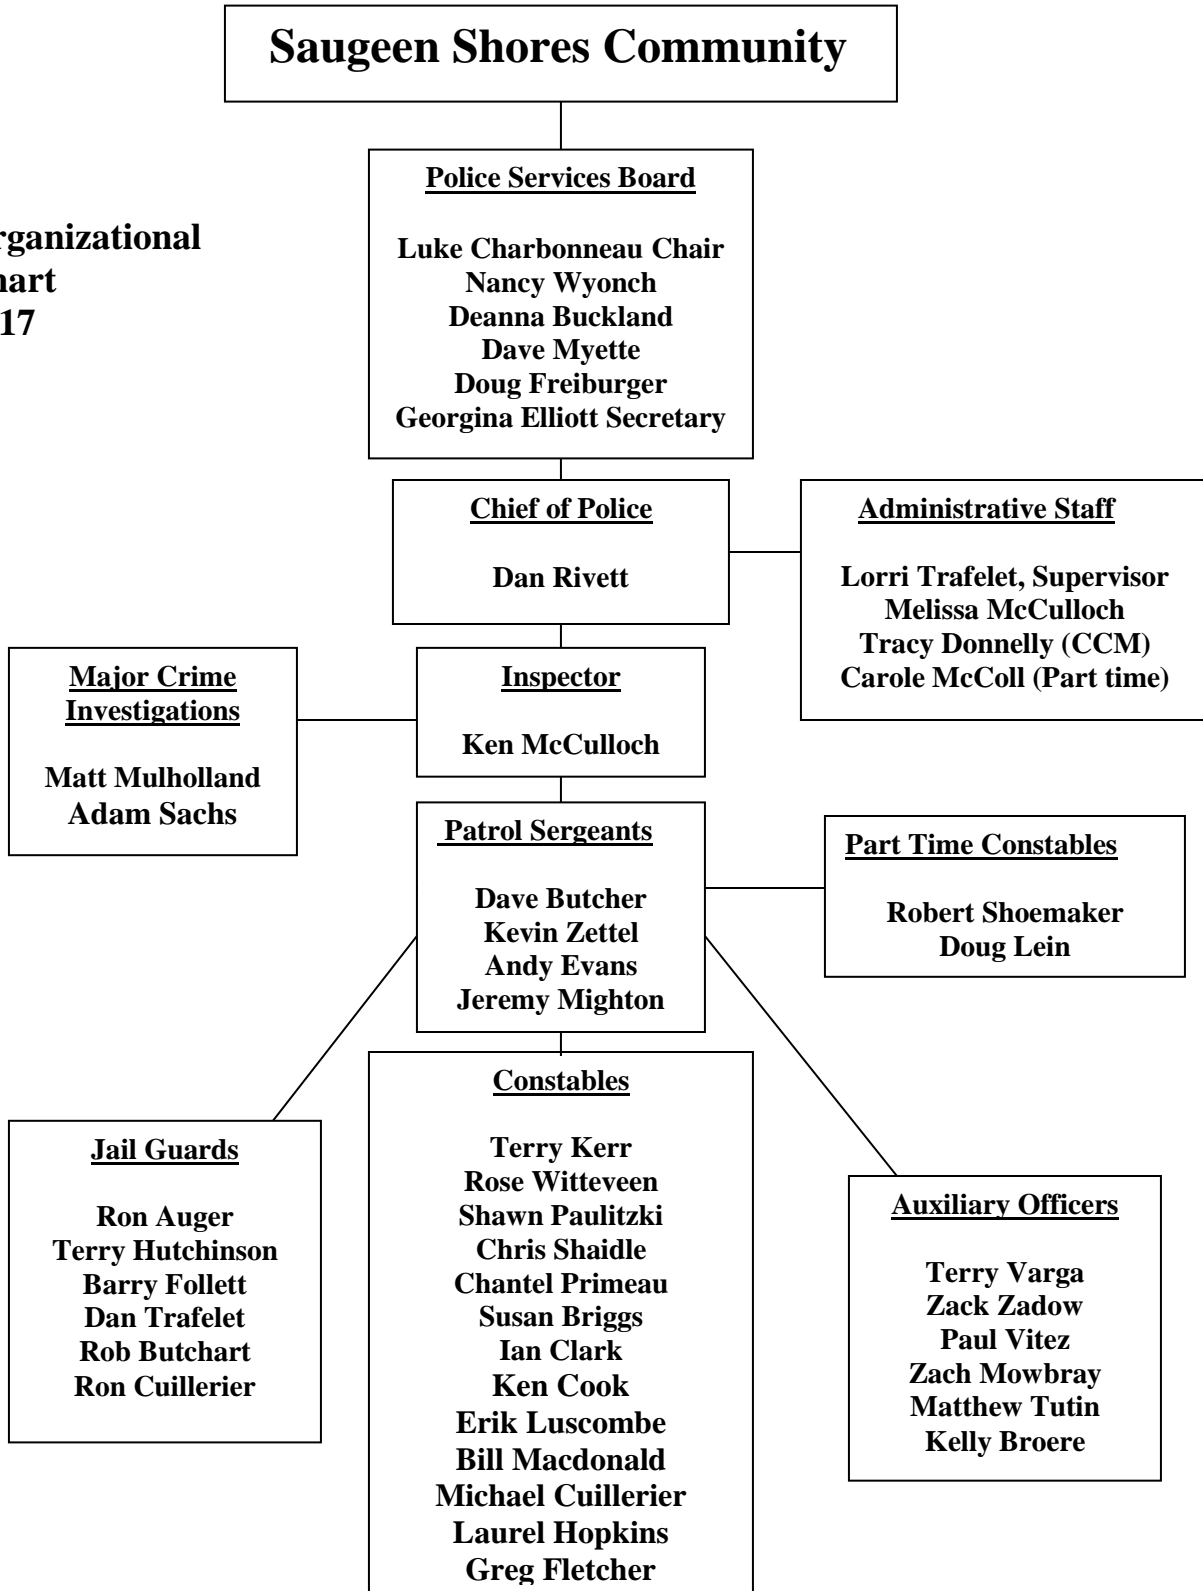 Saugeen Shores Community
rganizational
nart
17
Police Services Board
Luke Charbonneau Chair
Nancy Wyonch
Deanna Buckland
Dave Myette
Doug Freiburger
Georgina Elliott Secretary
Chief of Police
Dan Rivett
Administrative Staff
Lorri Trafelet, Supervisor
Melissa McCulloch
Tracy Donnelly (CCM)
Carole McColl (Part time)
Major Crime
Investigations
Matt Mulholland
Adam Sachs
Inspector
Ken McCulloch
Patrol Sergeants
Dave Butcher
Kevin Zettel
Andy Evans
Jeremy Mighton
Part Time Constables
Robert Shoemaker
Doug Lein
Jail Guards
Ron Auger
Terry Hutchinson
Barry Follett
Dan Trafelet
Rob Butchart
Ron Cuillerier
Constables
Terry Kerr
Rose Witteveen
Shawn Paulitzki
Chris Shaidle
Chantel Primeau
Susan Briggs
Ian Clark
Ken Cook
Erik Luscombe
Bill Macdonald
Michael Cuillerier
Laurel Hopkins
Greg Fletcher
Auxiliary Officers
Terry Varga
Zack Zadow
Paul Vitez
Zach Mowbray
Matthew Tutin
Kelly Broere